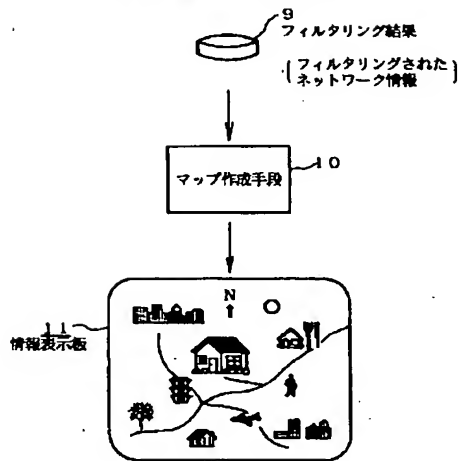 9
フィルタリング結果
フィルタリングされた
ネットワーク情報
10
マップ作成手段
N
11
情報表示板